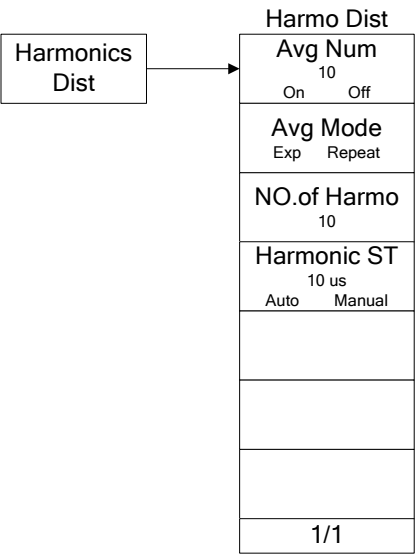 Harmo Dist
Harmonics
Dist
Avg Num
10
On Off
Avg Mode
Exp Repeat
NO.of Harmo
10
Harmonic ST
10 us
Auto Manual
1/1